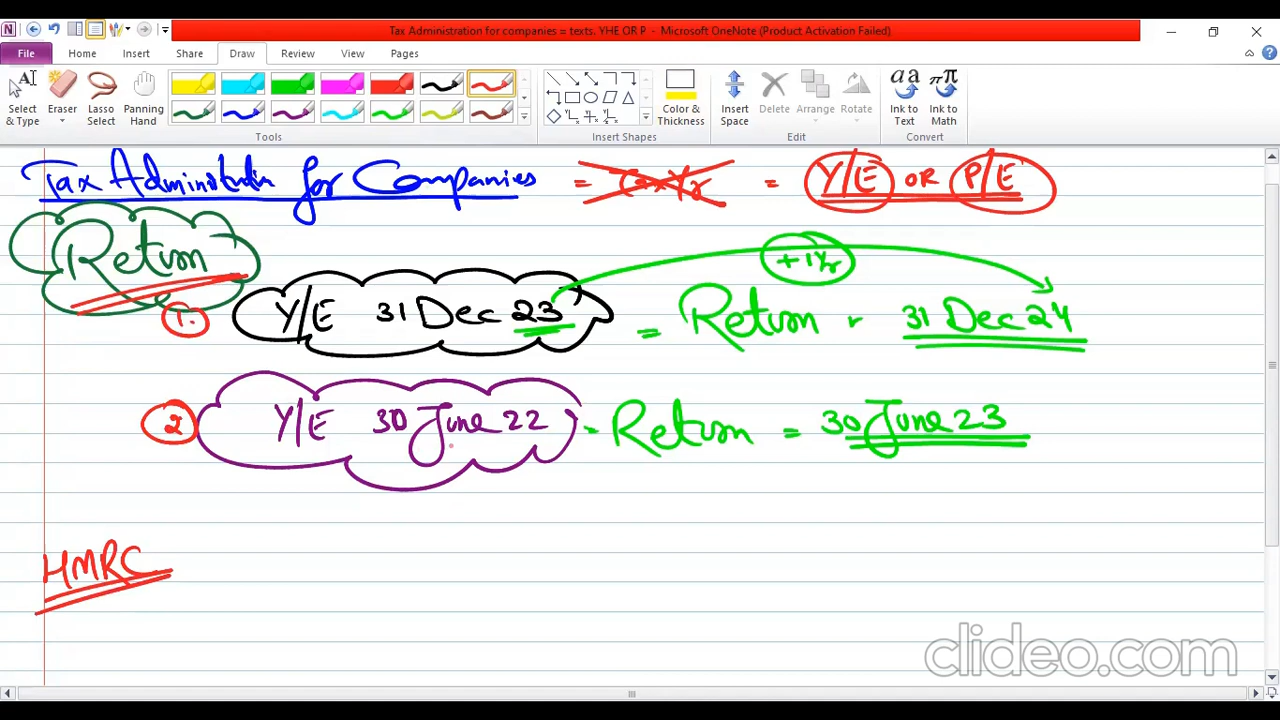 Tax Administration for companies = texts. YHE OR P - Microsoft OneNote (Product Activation Failed)
File Home Insert Share Draw Review View Pages
Select & Type Eraser Lasso Select Panning Hand Color & Thickness Insert Space Delete Arrange Rotate Ink to Text Ink to Math
Tools Insert Shapes Edit Convert
Tax Administration for Companies = Tax Yr = Y/E OR P/E
Return
+1Yr
1. Y/E 31 Dec 23 = Return - 31 Dec 24
2 Y/E 30 June 22 - Return = 30 June 23
HMRC
clideo.com